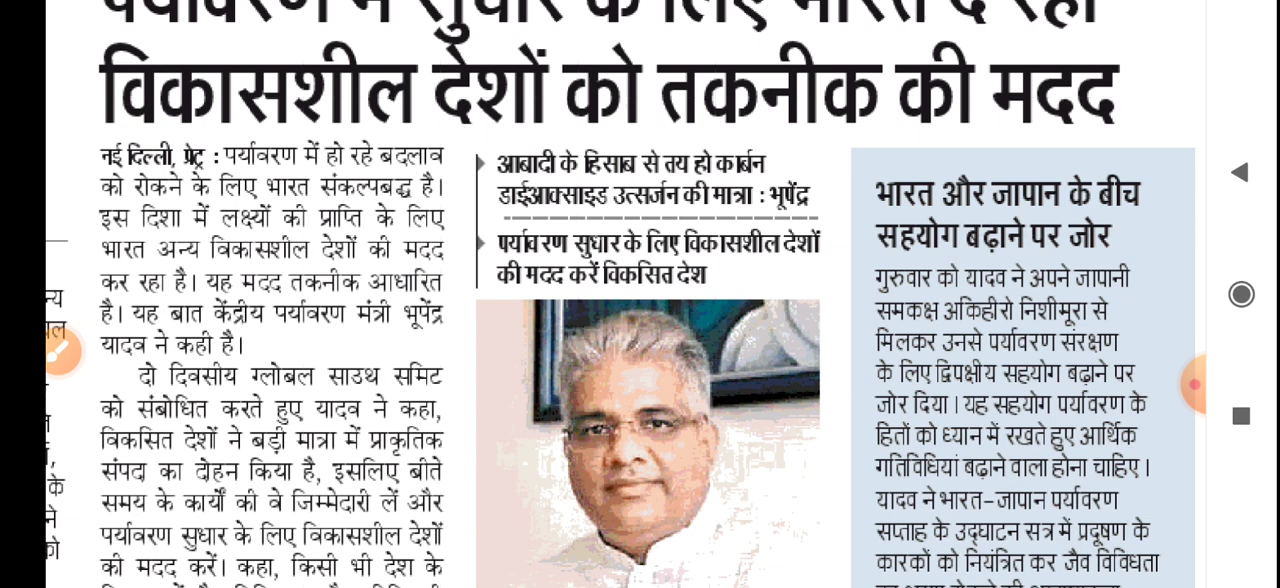 पर्यावरण में सुधार के लिए भारत दे रहा
विकासशील देशों को तकनीक की मदद
नई दिल्ली, प्रेट्र : पर्यावरण में हो रहे बदलाव
को रोकने के लिए भारत संकल्पबद्ध है।
इस दिशा में लक्ष्यों की प्राप्ति के लिए
भारत अन्य विकासशील देशों की मदद
कर रहा है। यह मदद तकनीक आधारित
है। यह बात केंद्रीय पर्यावरण मंत्री भूपेंद्र
यादव ने कही है।
दो दिवसीय ग्लोबल साउथ समिट
को संबोधित करते हुए यादव ने कहा,
विकसित देशों ने बड़ी मात्रा में प्राकृतिक
संपदा का दोहन किया है, इसलिए बीते
समय के कार्यों की वे जिम्मेदारी लें और
पर्यावरण सुधार के लिए विकासशील देशों
की मदद करें। कहा, किसी भी देश के
आबादी के हिसाब से तय हो कार्बन
डाईआक्साइड उत्सर्जन की मात्रा : भूपेंद्र
पर्यावरण सुधार के लिए विकासशील देशों
की मदद करें विकसित देश
भारत और जापान के बीच
सहयोग बढ़ाने पर जोर
गुरुवार को यादव ने अपने जापानी
समकक्ष अकिहीरो निशीमूरा से
मिलकर उनसे पर्यावरण संरक्षण
के लिए द्विपक्षीय सहयोग बढ़ाने पर
जोर दिया। यह सहयोग पर्यावरण के
हितों को ध्यान में रखते हुए आर्थिक
गतिविधियां बढ़ाने वाला होना चाहिए।
यादव ने भारत-जापान पर्यावरण
सप्ताह के उद्घाटन सत्र में प्रदूषण के
कारकों को नियंत्रित कर जैव विविधता